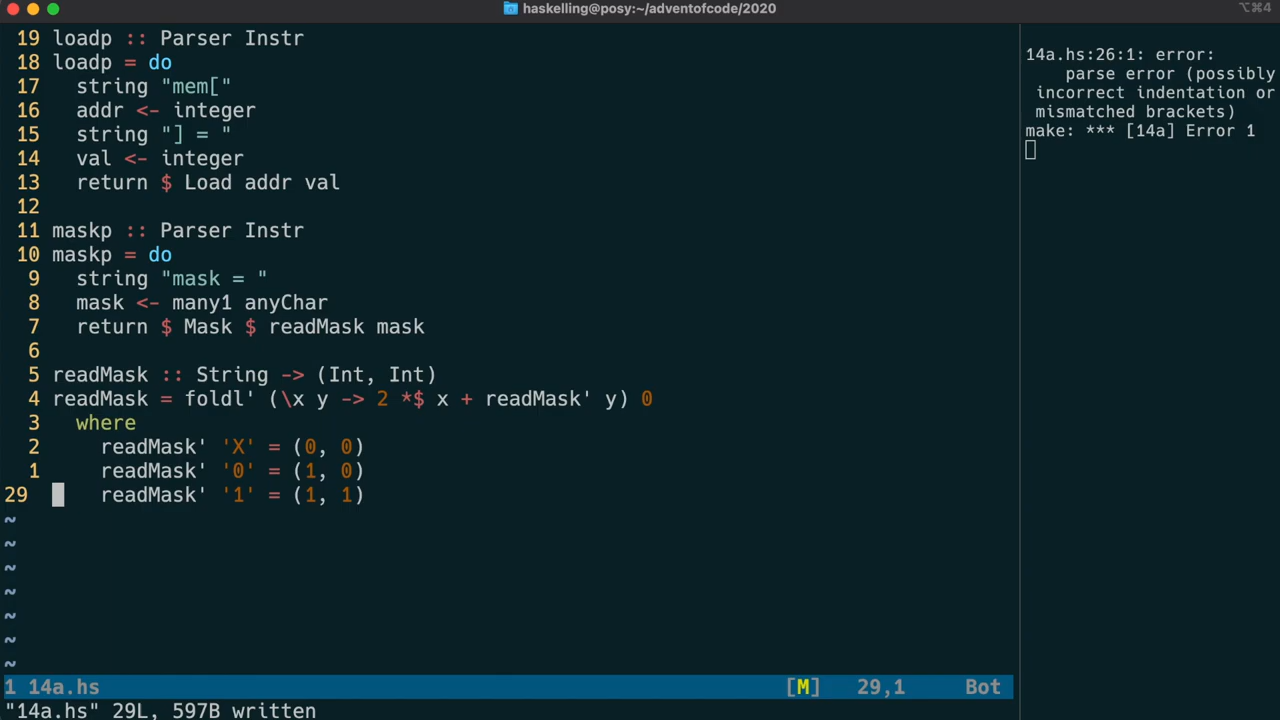 haskelling@posy:~/adventofcode/2020
⌥⌘4
19 loadp :: Parser Instr
18 loadp = do
17   string "mem["
16   addr <- integer
15   string "] = "
14   val <- integer
13   return $ Load addr val
12
11 maskp :: Parser Instr
10 maskp = do
9   string "mask = "
8   mask <- many1 anyChar
7   return $ Mask $ readMask mask
6
5 readMask :: String -> (Int, Int)
4 readMask = foldl' (\x y -> 2 *$ x + readMask' y) 0
3   where
2     readMask' 'X' = (0, 0)
1     readMask' '0' = (1, 0)
29     readMask' '1' = (1, 1)
~
~
~
~
~
~
~
1 14a.hs [M] 29,1 Bot
"14a.hs" 29L, 597B written
14a.hs:26:1: error:
parse error (possibly
incorrect indentation or
mismatched brackets)
make: *** [14a] Error 1